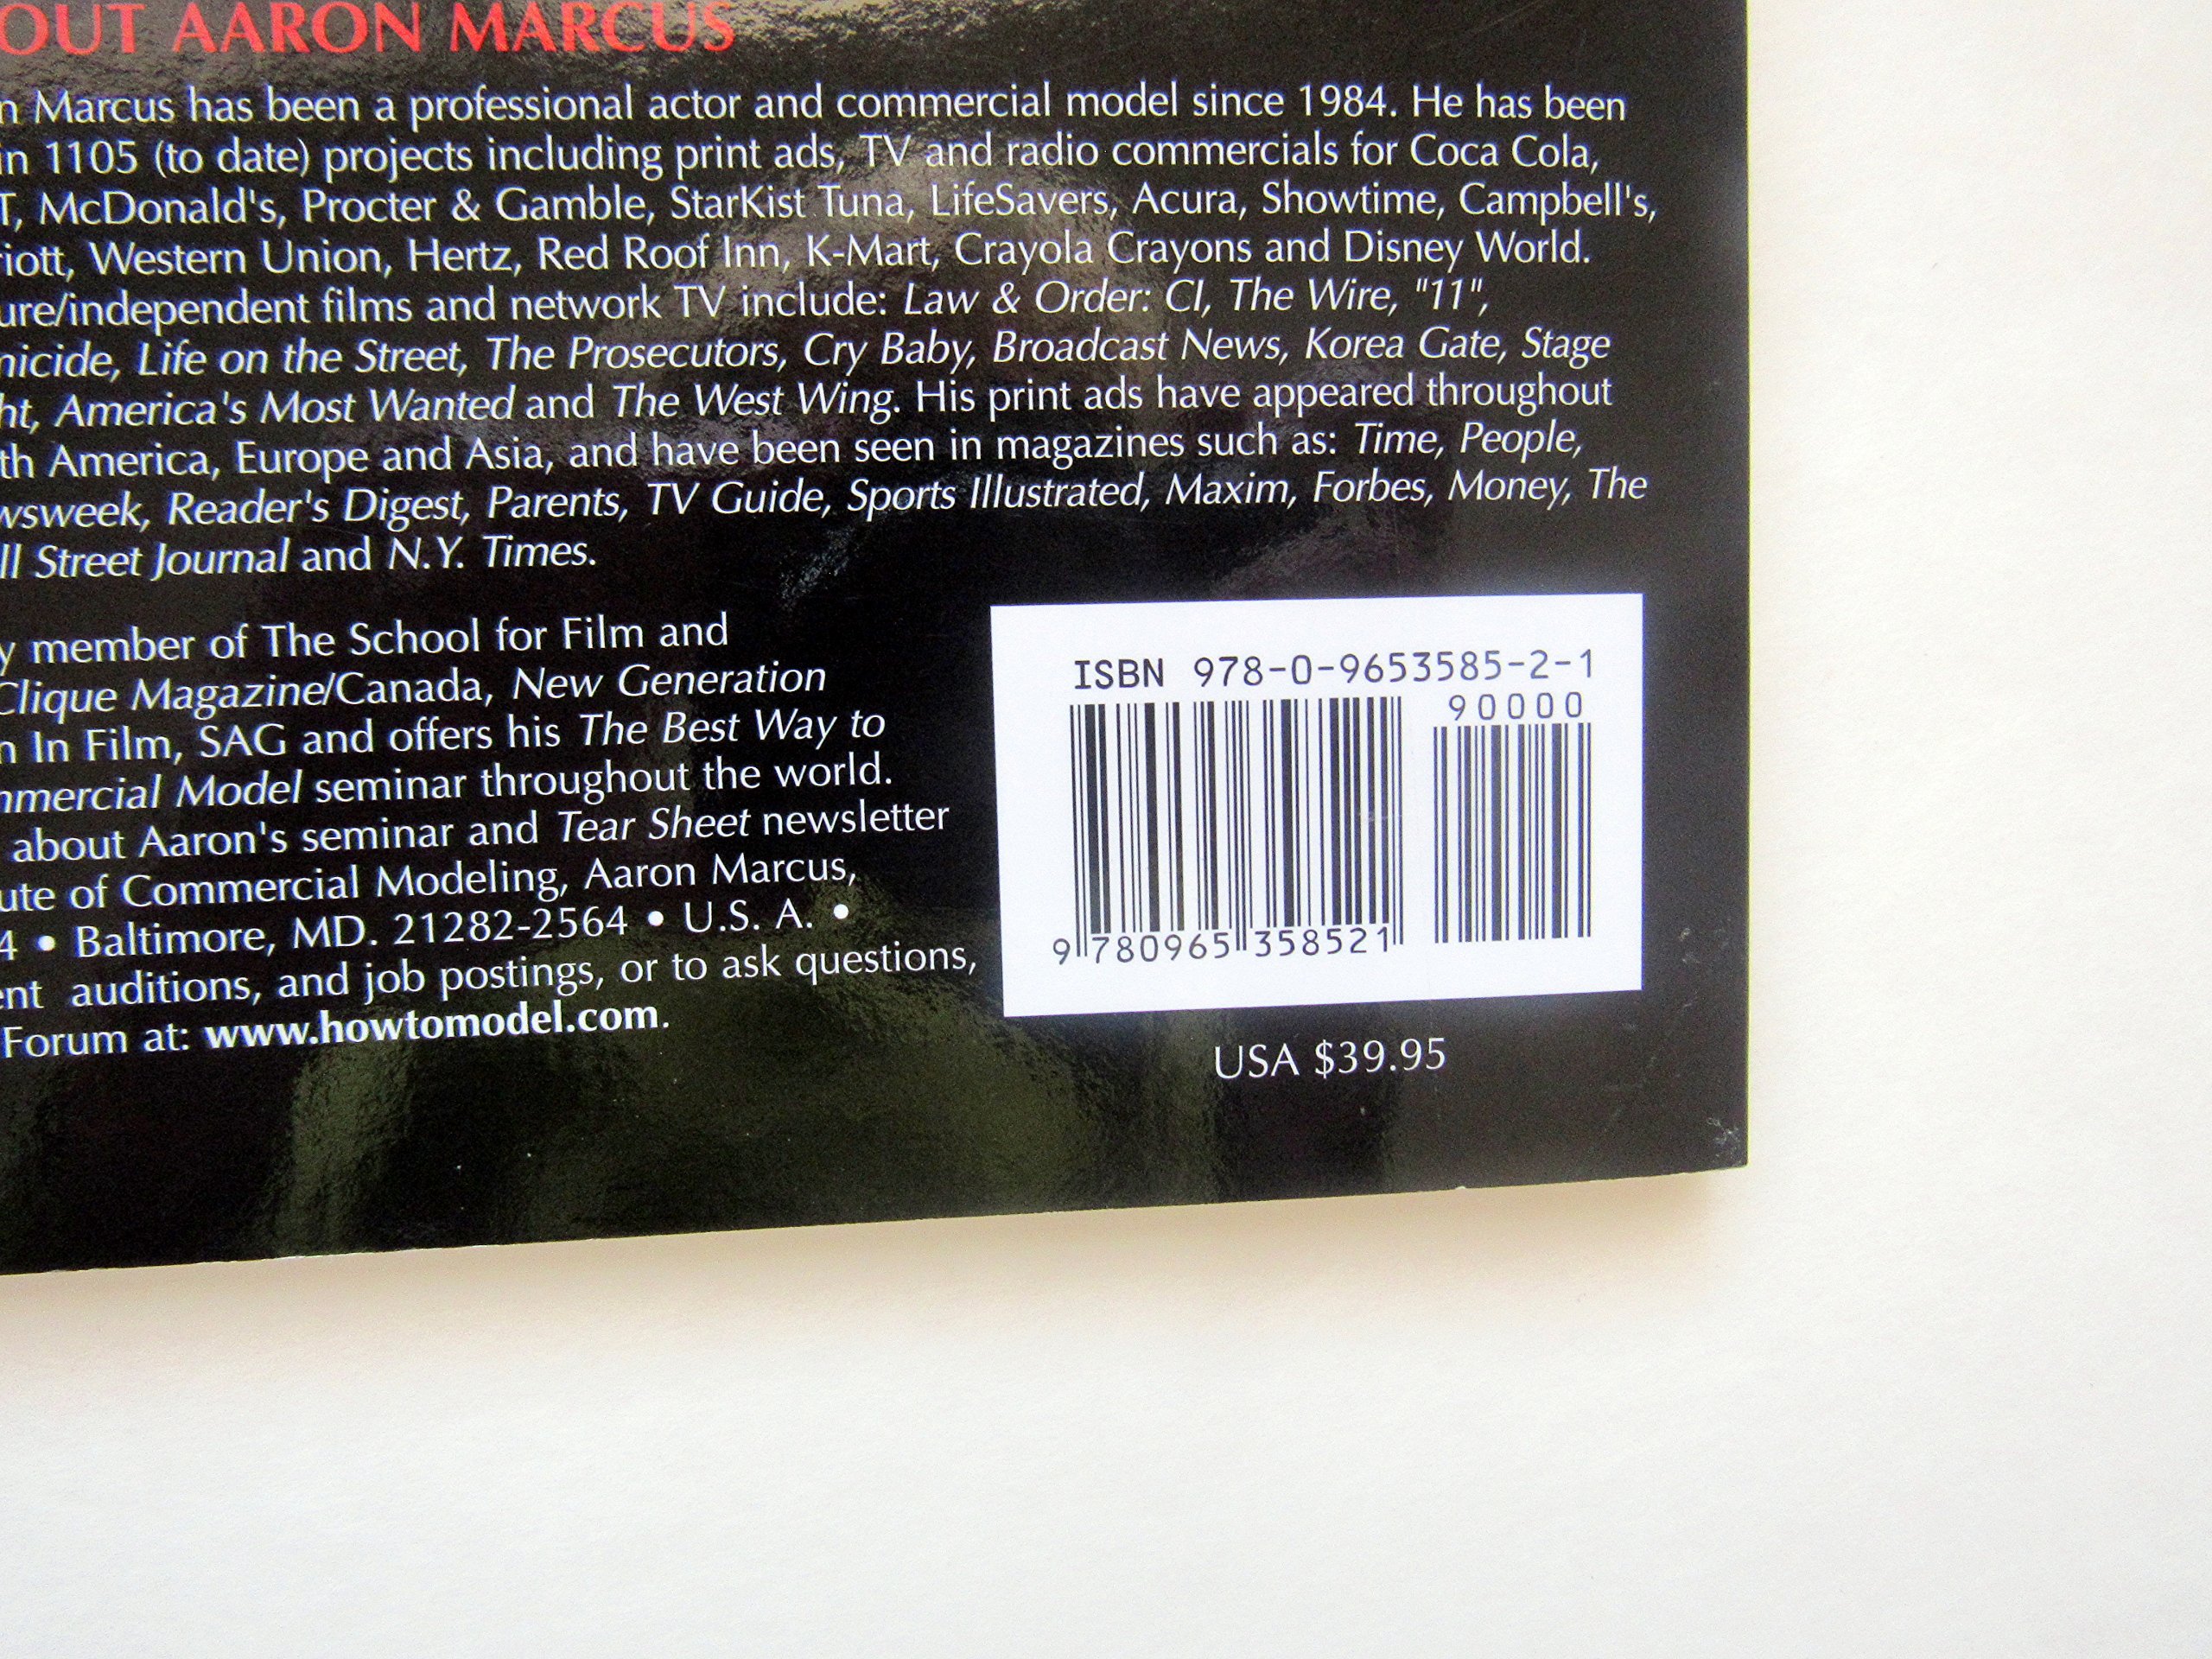 OUT AARON MARCUS
n Marcus has been a professional actor and commercial model since 1984. He has been
in 1105 (to date) projects including print ads, TV and radio commercials for Coca Cola,
T, McDonald's, Procter & Gamble, StarKist Tuna, LifeSavers, Acura, Showtime, Campbell's,
riott, Western Union, Hertz, Red Roof Inn, K-Mart, Crayola Crayons and Disney World.
ure/independent films and network TV include: Law & Order: CI, The Wire, "11",
micide, Life on the Street, The Prosecutors, Cry Baby, Broadcast News, Korea Gate, Stage
ht, America's Most Wanted and The West Wing. His print ads have appeared throughout
th America, Europe and Asia, and have been seen in magazines such as: Time, People,
wsweek, Reader's Digest, Parents, TV Guide, Sports Illustrated, Maxim, Forbes, Money, The
ll Street Journal and N.Y. Times.
y member of The School for Film and
Clique Magazine/Canada, New Generation
n In Film, SAG and offers his The Best Way to
mmercial Model seminar throughout the world.
about Aaron's seminar and Tear Sheet newsletter
ute of Commercial Modeling, Aaron Marcus,
4 • Baltimore, MD. 21282-2564 • U.S. A. •
ent auditions, and job postings, or to ask questions,
Forum at: www.howtomodel.com.
ISBN 978-0-9653585-2-1
90000
9 780965 358521
USA $39.95